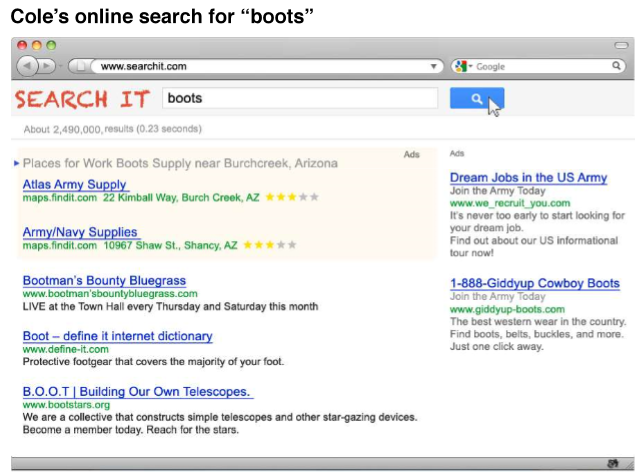 Cole's online search for “boots”
www.searchit.com
Google
SEARCH IT
boots
About 2,490,000, results (0.23 seconds)
Ads
Places for Work Boots Supply near Burchcreek, Arizona
Atlas Army Supply
maps.findit.com 22 Kimball Way, Burch Creek, AZ
Army/Navy Supplies
maps.findit.com 10967 Shaw St., Shancy, AZ
Bootman's Bounty Bluegrass
www.bootman'sbountybluegrass.com
LIVE at the Town Hall every Thursday and Saturday this month
Boot – define it internet dictionary
www.define-it.com
Protective footgear that covers the majority of your foot.
B.O.O.T | Building Our Own Telescopes.
www.bootstars.org
We are a collective that constructs simple telescopes and other star-gazing devices.
Become a member today. Reach for the stars.
Ads
Dream Jobs in the US Army
Join the Army Today
www.we_recruit_you.com
It's never too early to start looking for
your dream job.
Find out about our US informational
tour now!
1-888-Giddyup Cowboy Boots
Join the Army Today
www.giddyup-boots.com
The best western wear in the country.
Find boots, belts, buckles, and more.
Just one click away.